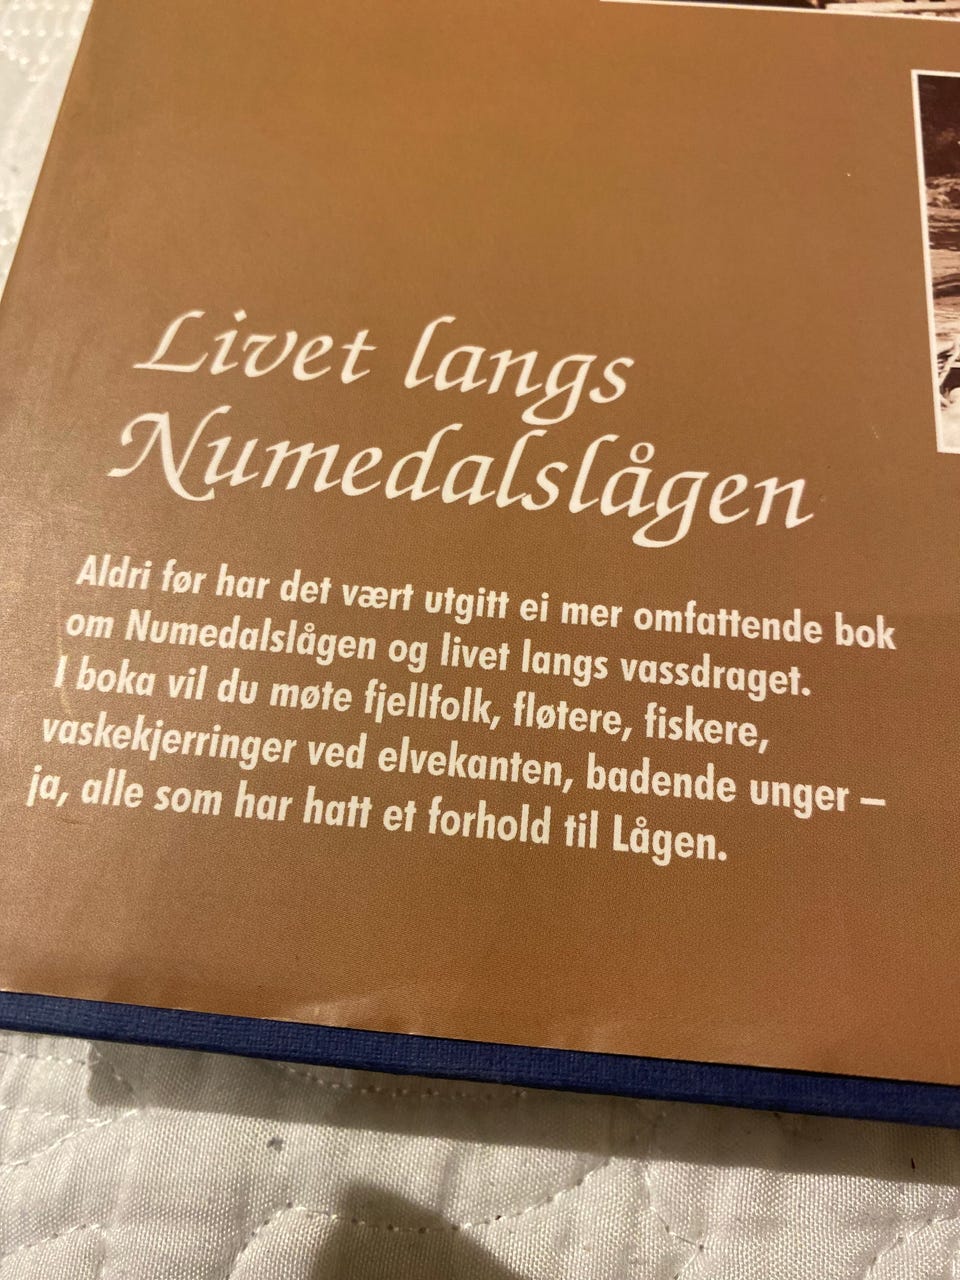 Livet langs
Numedalslågen
Aldri før har det vært utgitt ei mer omfattende bok
om Numedalslågen og livet langs vassdraget.
I boka vil du møte fjellfolk, fløtere, fiskere,
vaskekjerringer ved elvekanten, badende unger –
ja, alle som har hatt et forhold til Lågen.